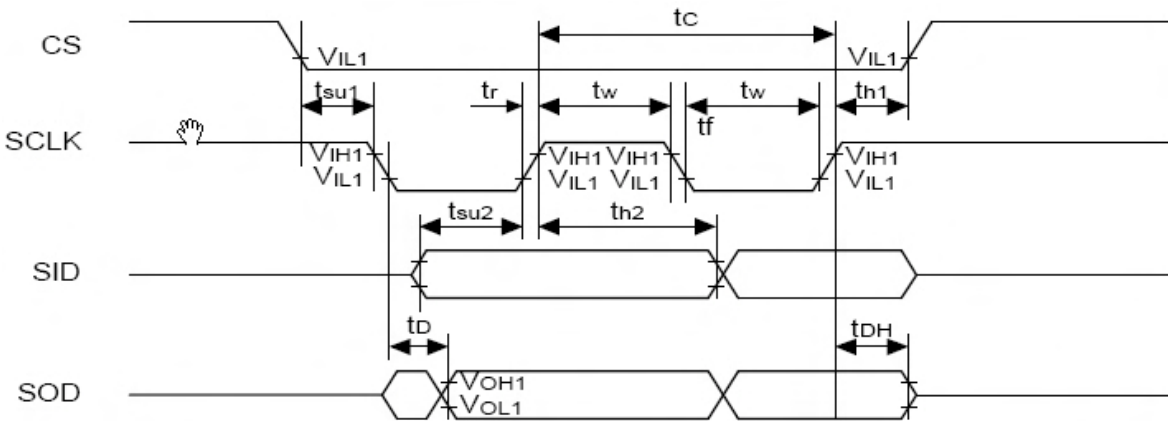 tc
CS
VIL1 VIL1
tsu1 tr tw tw th1
tf
SCLK
VIH1 VIH1 VIH1 VIH1
VIL1 VIL1 VIL1 VIL1
tsu2 th2
SID
tD tDH
SOD
VOH1
VOL1